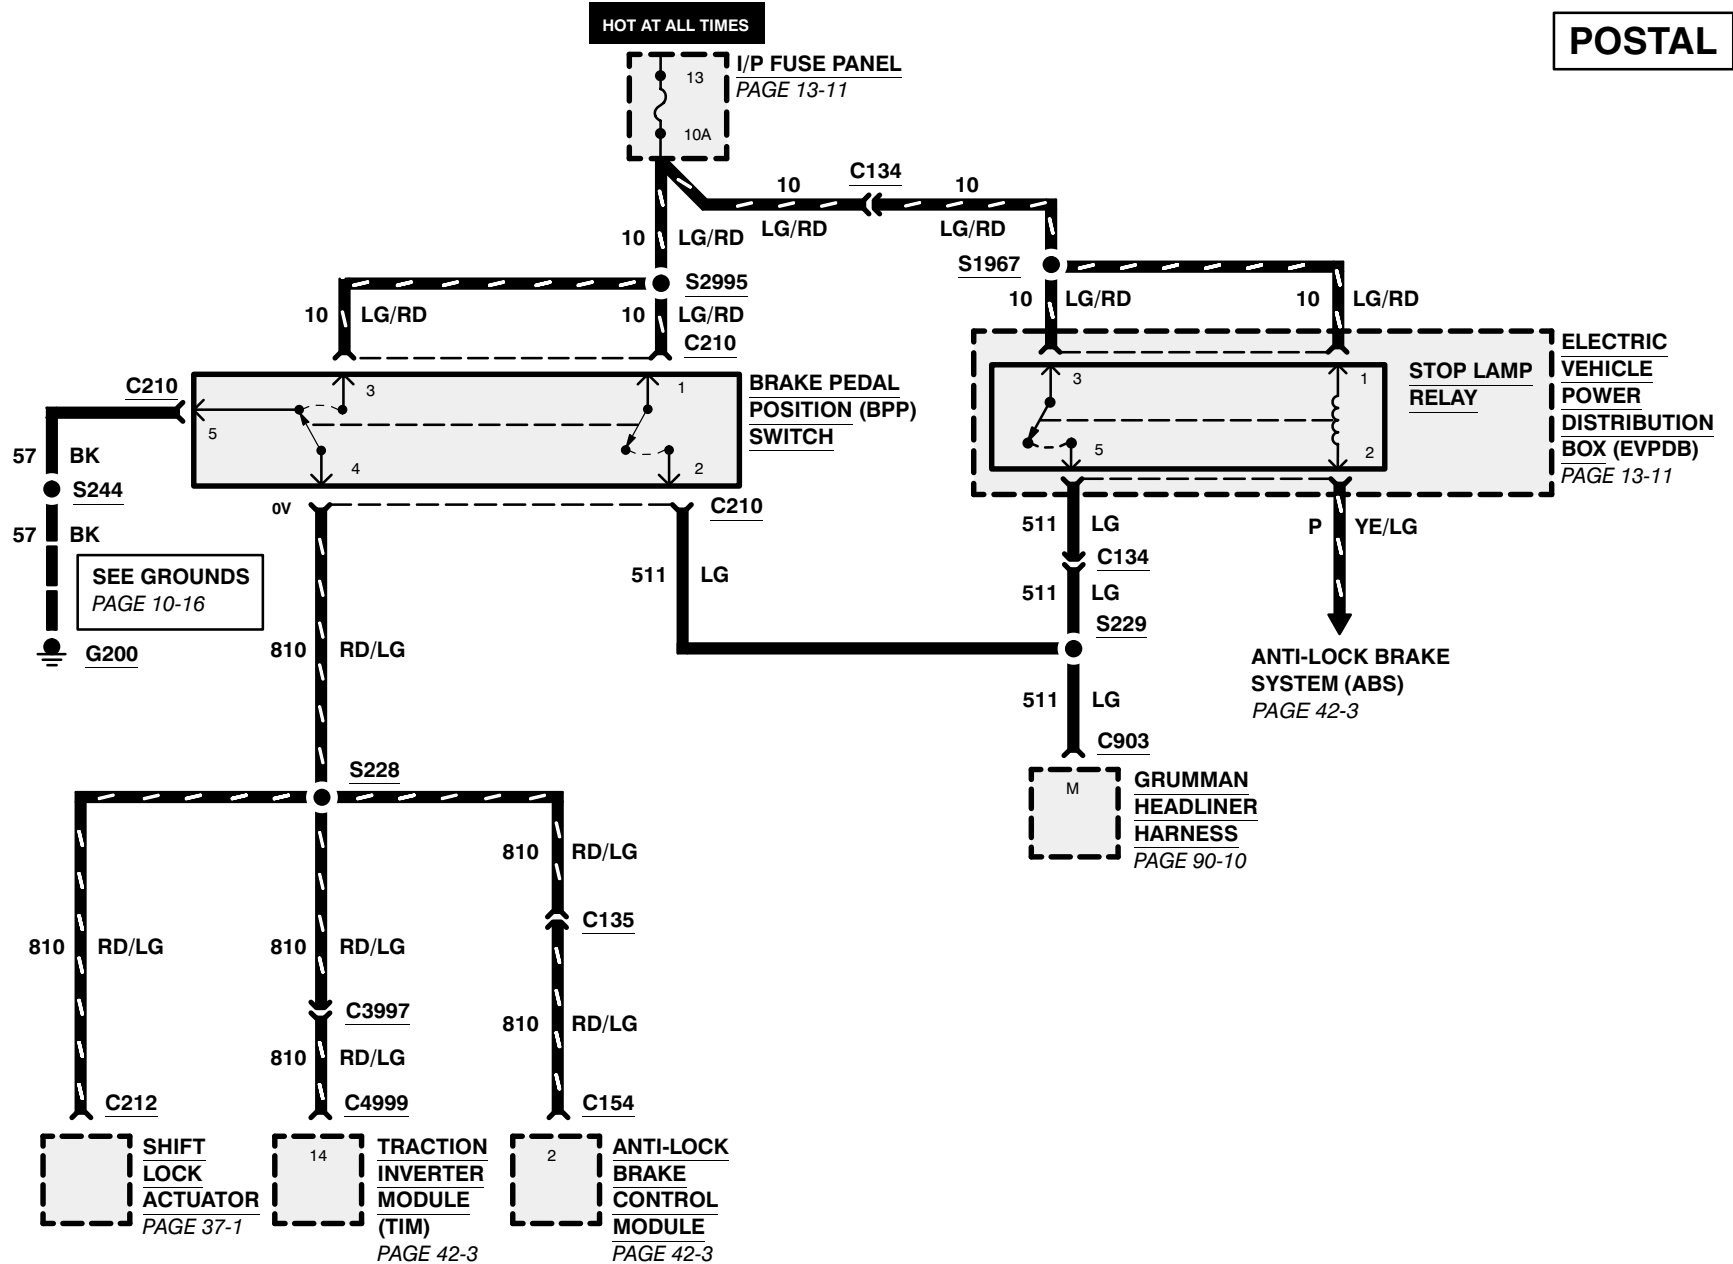 HOT AT ALL TIMES
POSTAL
13
10A
I/P FUSE PANEL
PAGE 13-11
C134
10
10
LG/RD
LG/RD
10
LG/RD
S2995
S1967
10
LG/RD
10
LG/RD
10
LG/RD
10
LG/RD
C210
C210
3
1
5
4
2
BRAKE PEDAL
POSITION (BPP)
SWITCH
3
1
5
2
STOP LAMP
RELAY
ELECTRIC
VEHICLE
POWER
DISTRIBUTION
BOX (EVPDB)
PAGE 13-11
57
BK
S244
57
BK
SEE GROUNDS
PAGE 10-16
G200
0V
C210
511
LG
511
LG
C134
511
LG
S229
P
YE/LG
ANTI-LOCK BRAKE
SYSTEM (ABS)
PAGE 42-3
810
RD/LG
511
LG
C903
M
GRUMMAN
HEADLINER
HARNESS
PAGE 90-10
S228
810
RD/LG
C135
810
RD/LG
810
RD/LG
C3997
810
RD/LG
810
RD/LG
C212
C4999
C154
SHIFT
LOCK
ACTUATOR
PAGE 37-1
14
TRACTION
INVERTER
MODULE
(TIM)
PAGE 42-3
2
ANTI-LOCK
BRAKE
CONTROL
MODULE
PAGE 42-3